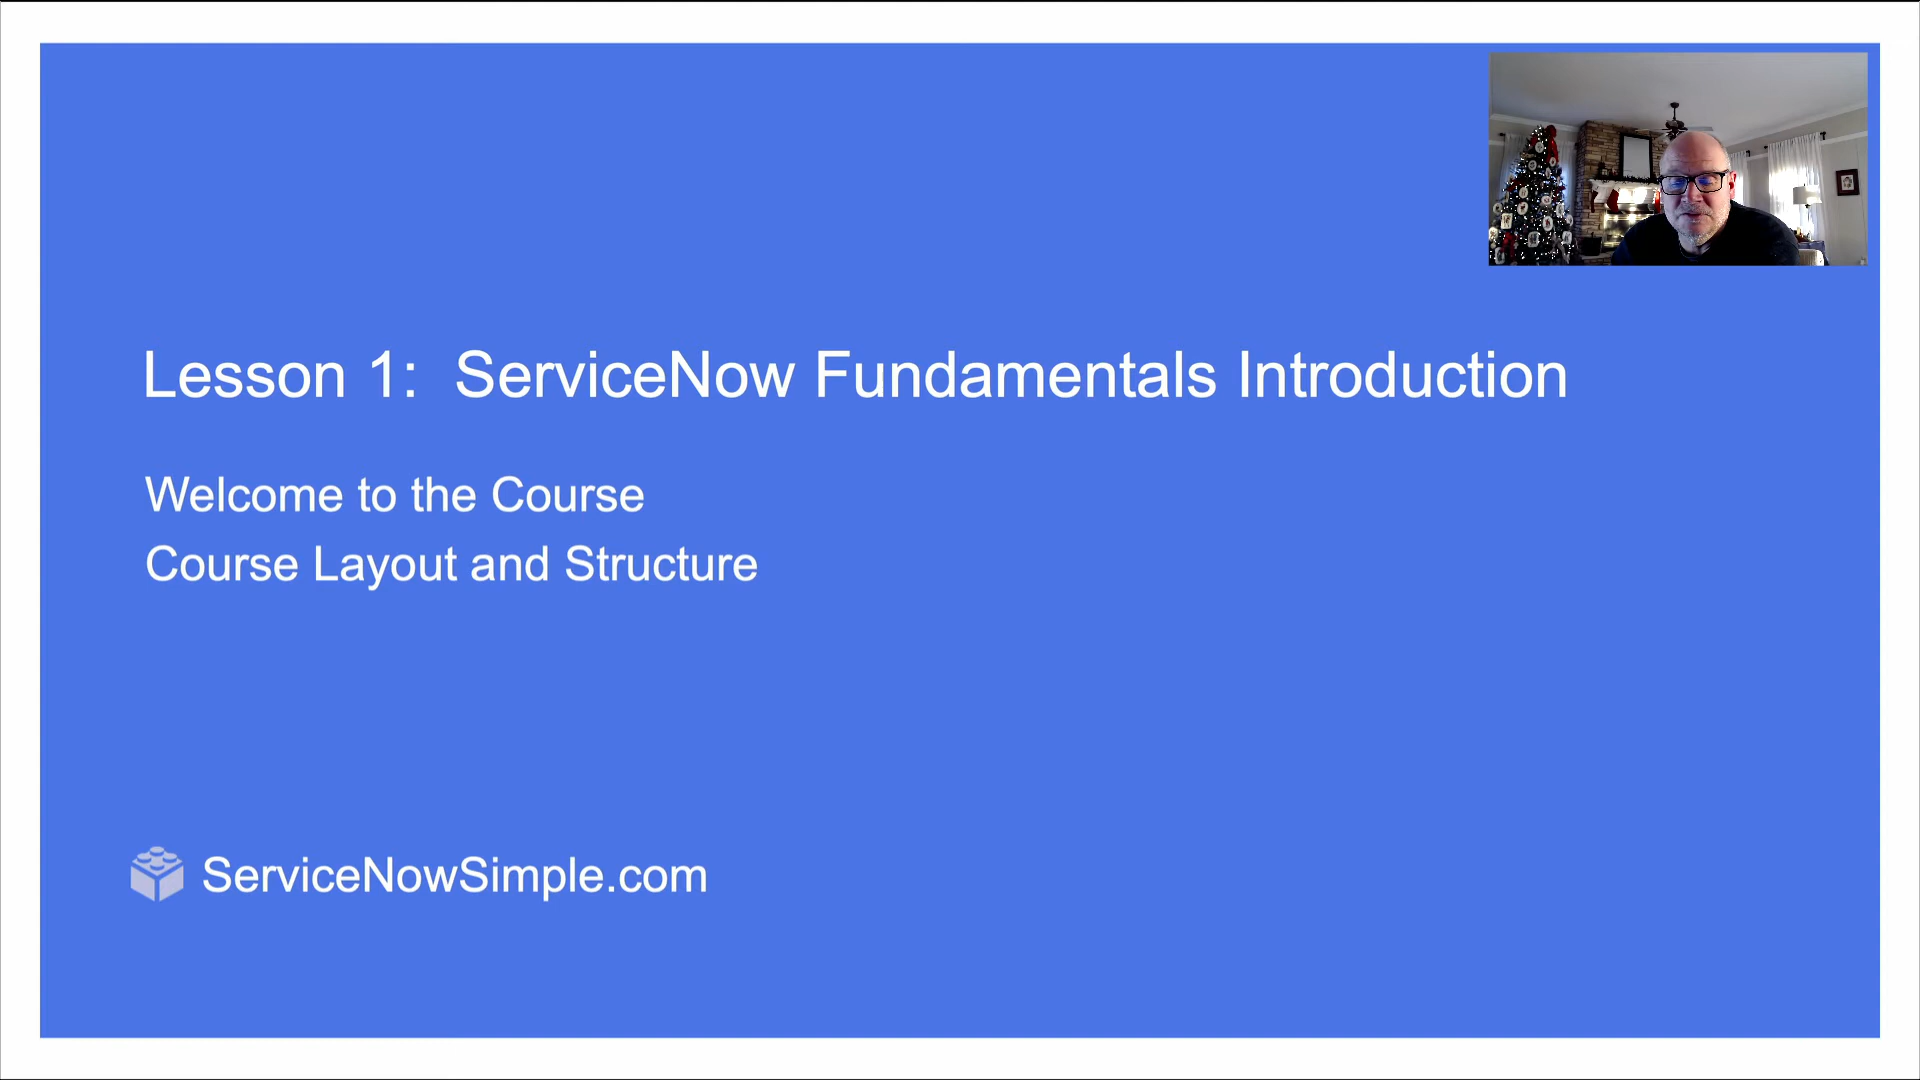 Lesson 1: ServiceNow Fundamentals Introduction
Welcome to the Course
Course Layout and Structure
ServiceNowSimple.com